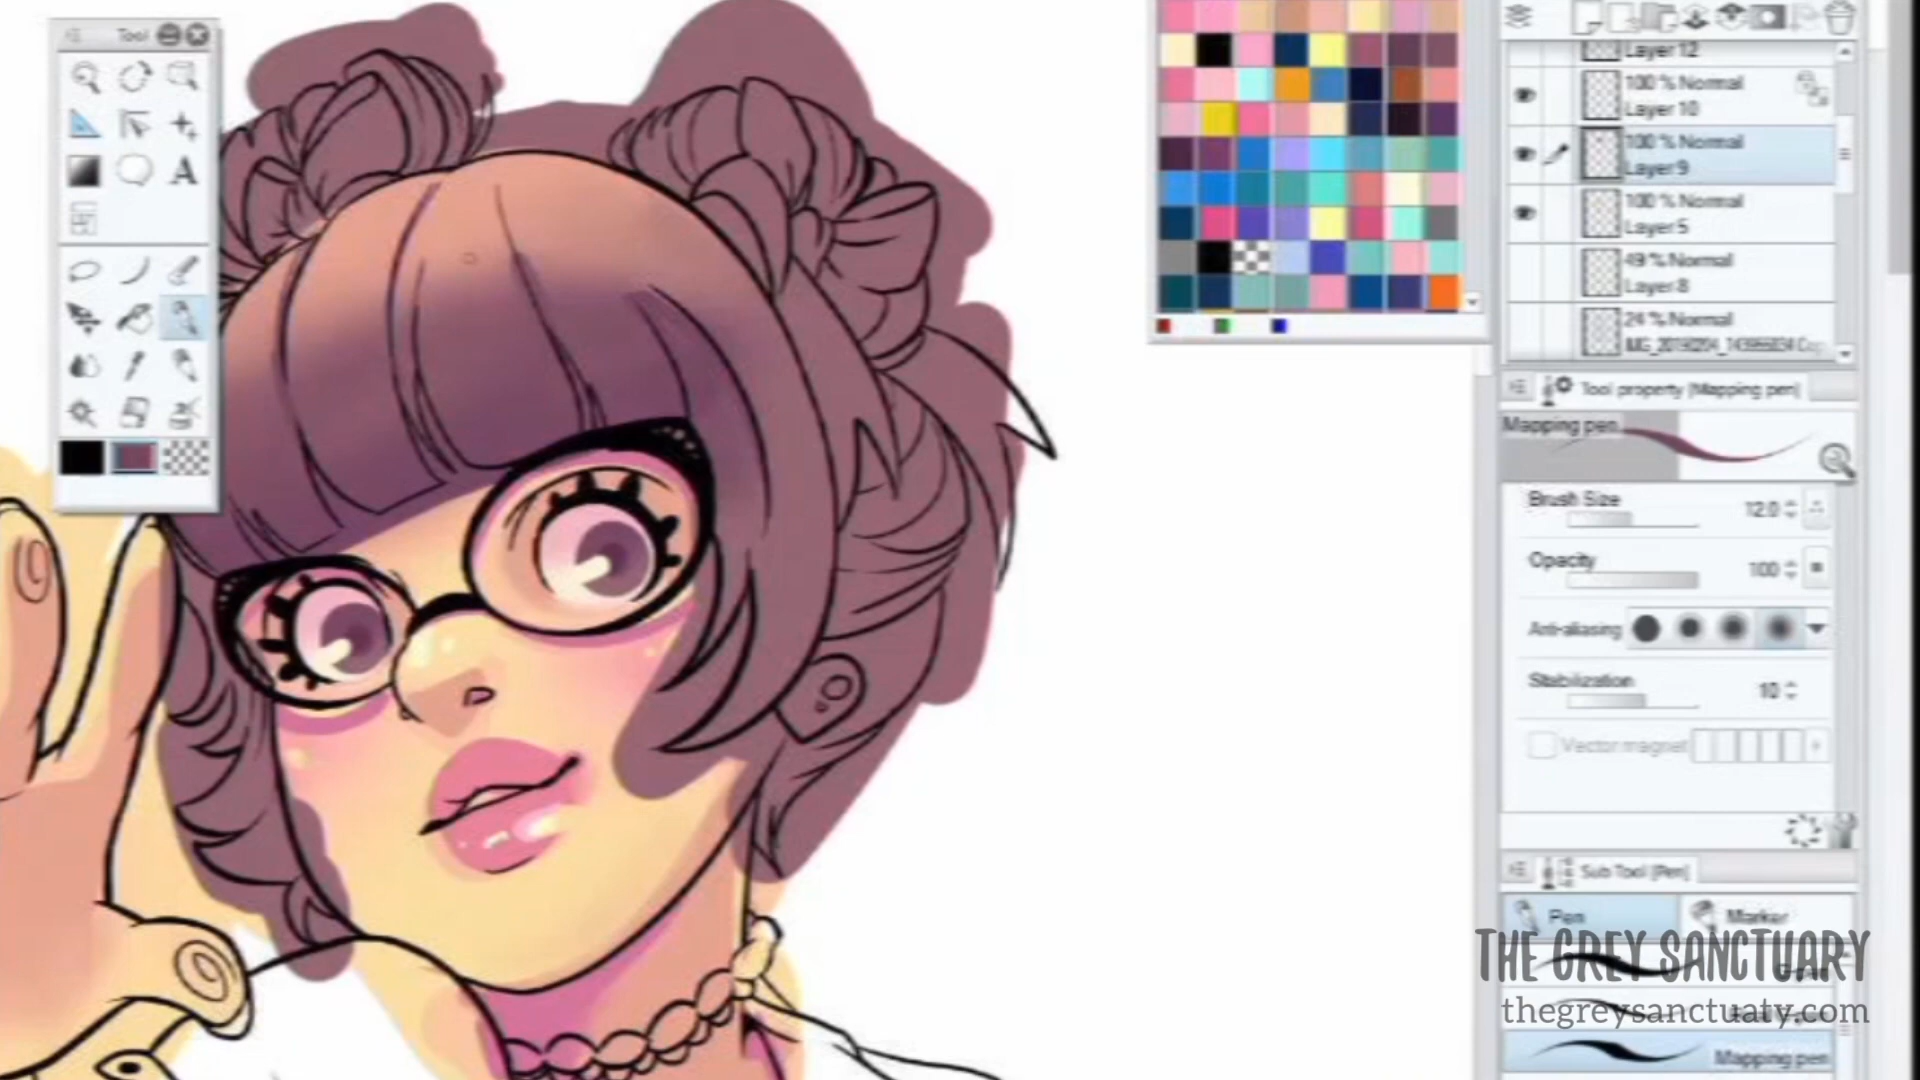 Tool
A
Layer 12
100 % Normal
Layer 10
100 % Normal
Layer 9
100 % Normal
Layer 5
49 % Normal
Layer 8
24 % Normal
Tool property [Mapping pen]
Mapping pen
Brush Size 12.0
Opacity 100
Anti-aliasing
Stabilization 10
Vector magnet
Sub Tool [Pen]
Pen Marker
THE GREY SANCTUARY
thegreysanctuaty.com
Mapping pen